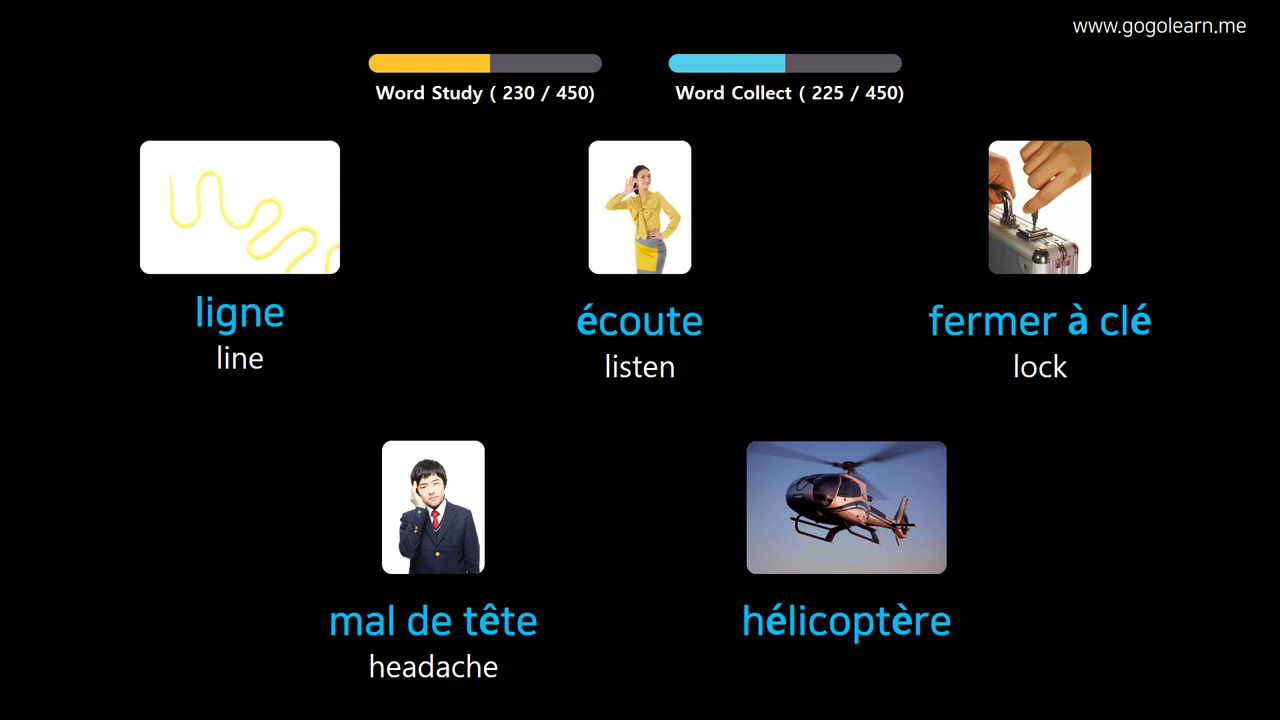 www.gogolearn.me
Word Study ( 230 / 450)
Word Collect ( 225 / 450)
ligne
line
écoute
listen
fermer à clé
lock
mal de tête
headache
hélicoptère